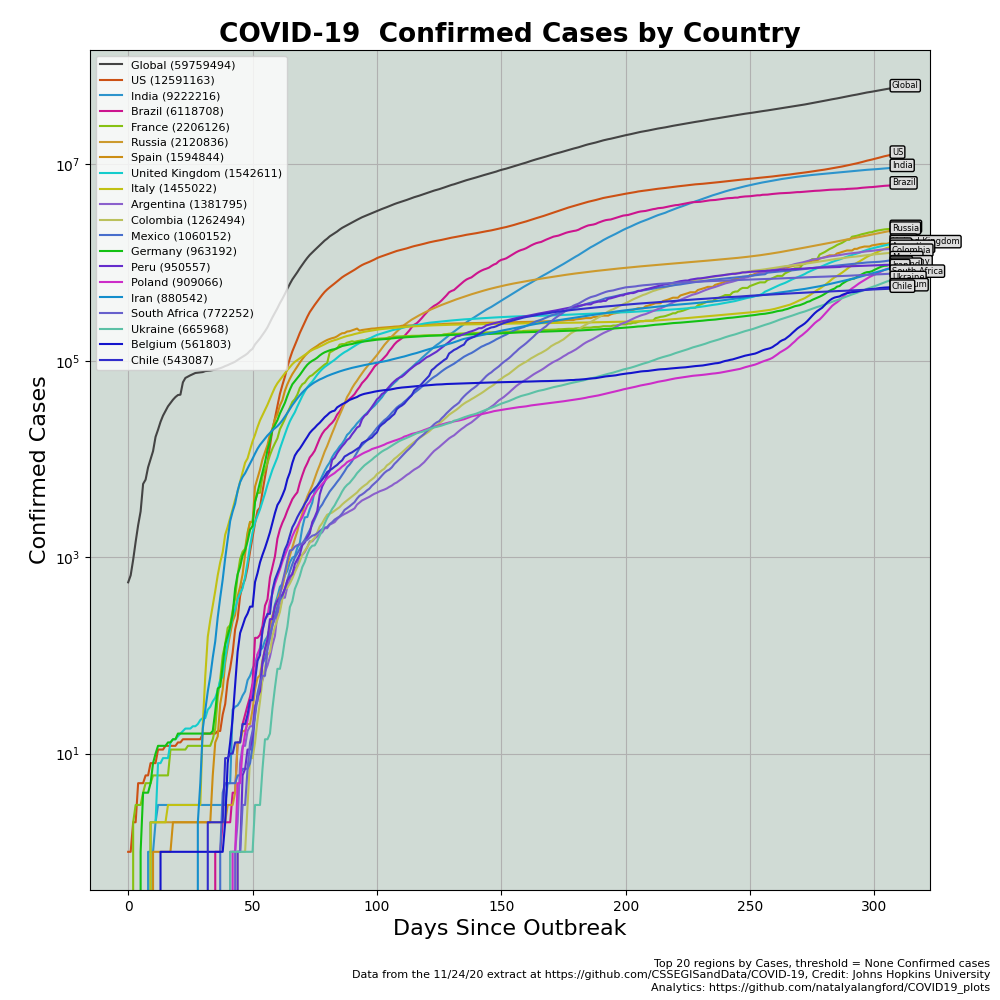 COVID-19  Confirmed Cases by Country
Global (59759494)
US (12591163)
India (9222216)
Brazil (6118708)
France (2206126)
Russia (2120836)
Spain (1594844)
United Kingdom (1542611)
Italy (1455022)
Argentina (1381795)
Colombia (1262494)
Mexico (1060152)
Germany (963192)
Peru (950557)
Poland (909066)
Iran (880542)
South Africa (772252)
Ukraine (665968)
Belgium (561803)
Chile (543087)
Global
US
India
Brazil
Russia
Kingdom
Colombia
South Africa
Ukraine
Chile
10^7
10^5
10^3
10^1
Confirmed Cases
0 50 100 150 200 250 300
Days Since Outbreak
Top 20 regions by Cases, threshold = None Confirmed cases
Data from the 11/24/20 extract at https://github.com/CSSEGISandData/COVID-19, Credit: Johns Hopkins University
Analytics: https://github.com/natalyalangford/COVID19_plots